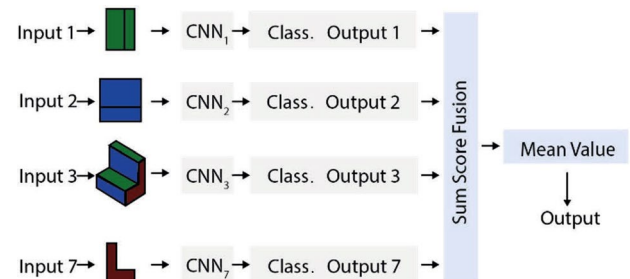 Input 1 CNN1 Class. Output 1
Input 2 CNN2 Class. Output 2
Input 3 CNN3 Class. Output 3
Input 7 CNN7 Class. Output 7
Sum Score Fusion
Mean Value
Output